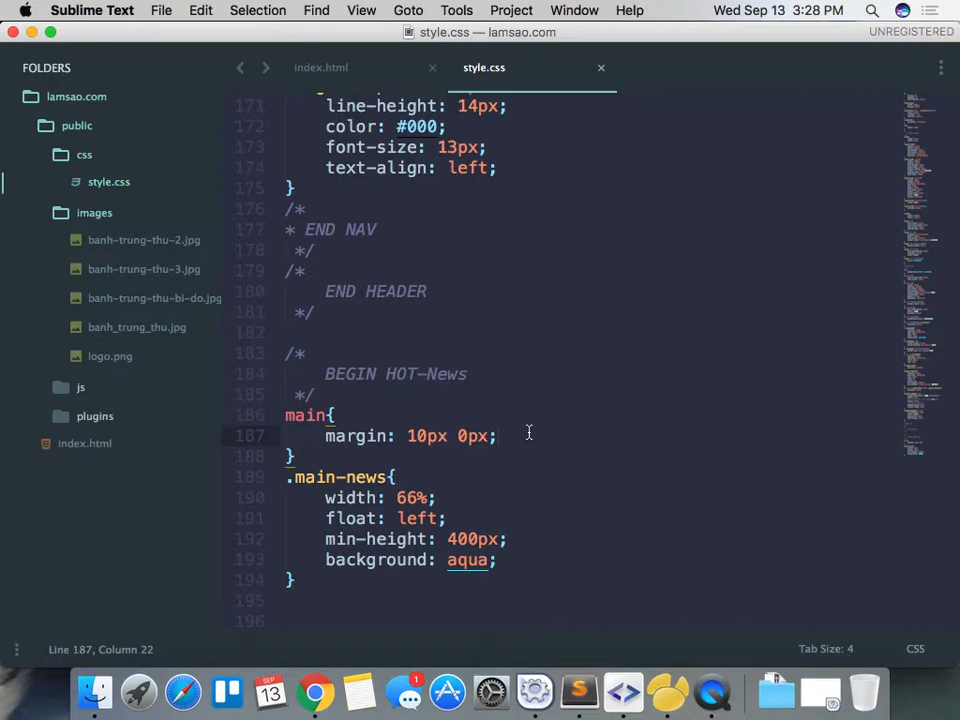 Sublime Text File Edit Selection Find View Goto Tools Project Window Help Wed Sep 13 3:28 PM
style.css — lamsao.com UNREGISTERED
FOLDERS
lamsao.com
public
css
style.css
images
banh-trung-thu-2.jpg
banh-trung-thu-3.jpg
banh-trung-thu-bi-do.jpg
banh_trung_thu.jpg
logo.png
js
plugins
index.html
index.html × style.css ×
171 line-height: 14px;
172 color: #000;
173 font-size: 13px;
174 text-align: left;
175 }
176 /*
177 * END NAV
178 */
179 /*
180 END HEADER
181 */
182
183 /*
184 BEGIN HOT-News
185 */
186 main{
187 margin: 10px 0px;
188 }
189 .main-news{
190 width: 66%;
191 float: left;
192 min-height: 400px;
193 background: aqua;
194 }
195
196
Line 187, Column 22 Tab Size: 4 CSS
SEP
13
1